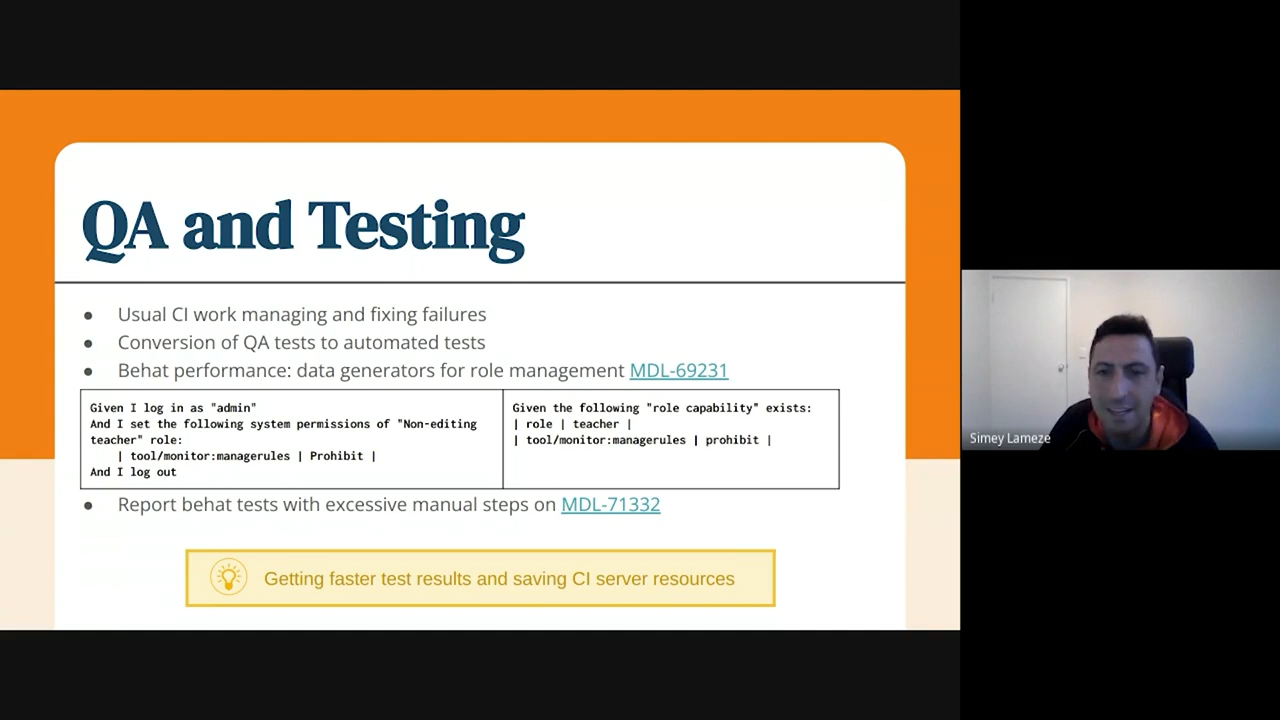 QA and Testing
● Usual CI work managing and fixing failures
● Conversion of QA tests to automated tests
● Behat performance: data generators for role management MDL-69231
Given I log in as "admin"
And I set the following system permissions of "Non-editing
teacher" role:
| tool/monitor:managerules | Prohibit |
And I log out
Given the following "role capability" exists:
| role | teacher |
| tool/monitor:managerules | prohibit |
● Report behat tests with excessive manual steps on MDL-71332
Getting faster test results and saving CI server resources
Simey Lameze